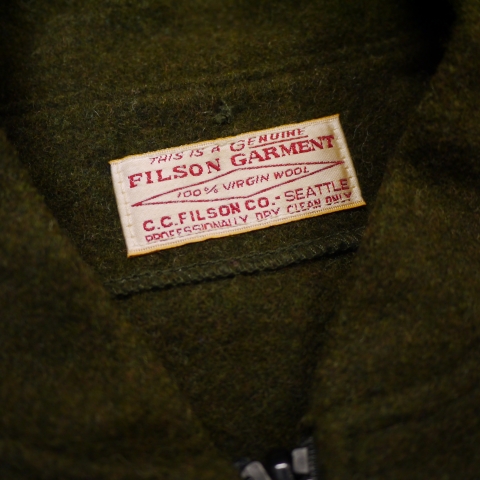 THIS IS A GENUINE
FILSON GARMENT
100% VIRGIN WOOL
C.C.FILSON CO.- SEATTLE
PROFESSIONALLY DRY CLEAN ONLY